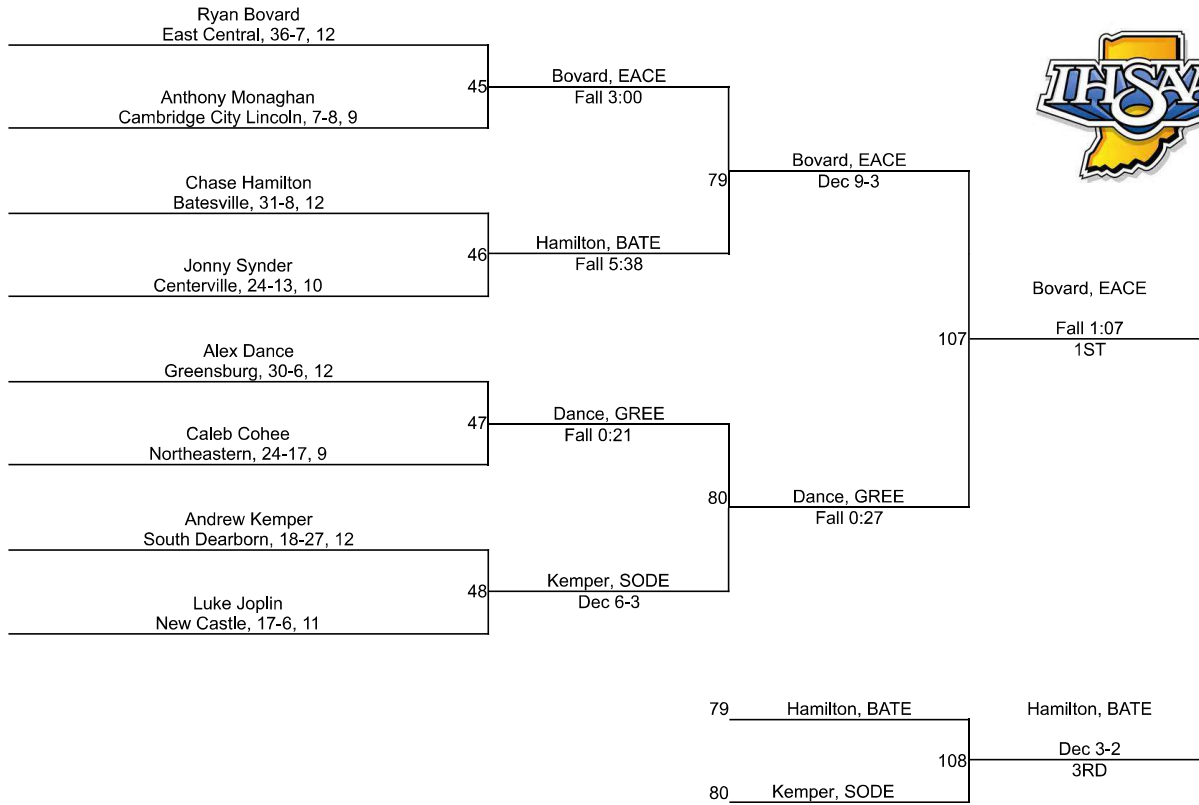 Ryan Bovard
East Central, 36-7, 12
45
Bovard, EACE
Fall 3:00
Anthony Monaghan
Cambridge City Lincoln, 7-8, 9
IHSAA
79
Bovard, EACE
Dec 9-3
Chase Hamilton
Batesville, 31-8, 12
46
Hamilton, BATE
Fall 5:38
Jonny Synder
Centerville, 24-13, 10
107
Bovard, EACE
Fall 1:07
1ST
Alex Dance
Greensburg, 30-6, 12
47
Dance, GREE
Fall 0:21
Caleb Cohee
Northeastern, 24-17, 9
80
Dance, GREE
Fall 0:27
Andrew Kemper
South Dearborn, 18-27, 12
48
Kemper, SODE
Dec 6-3
Luke Joplin
New Castle, 17-6, 11
79
Hamilton, BATE
108
Hamilton, BATE
Dec 3-2
3RD
80
Kemper, SODE